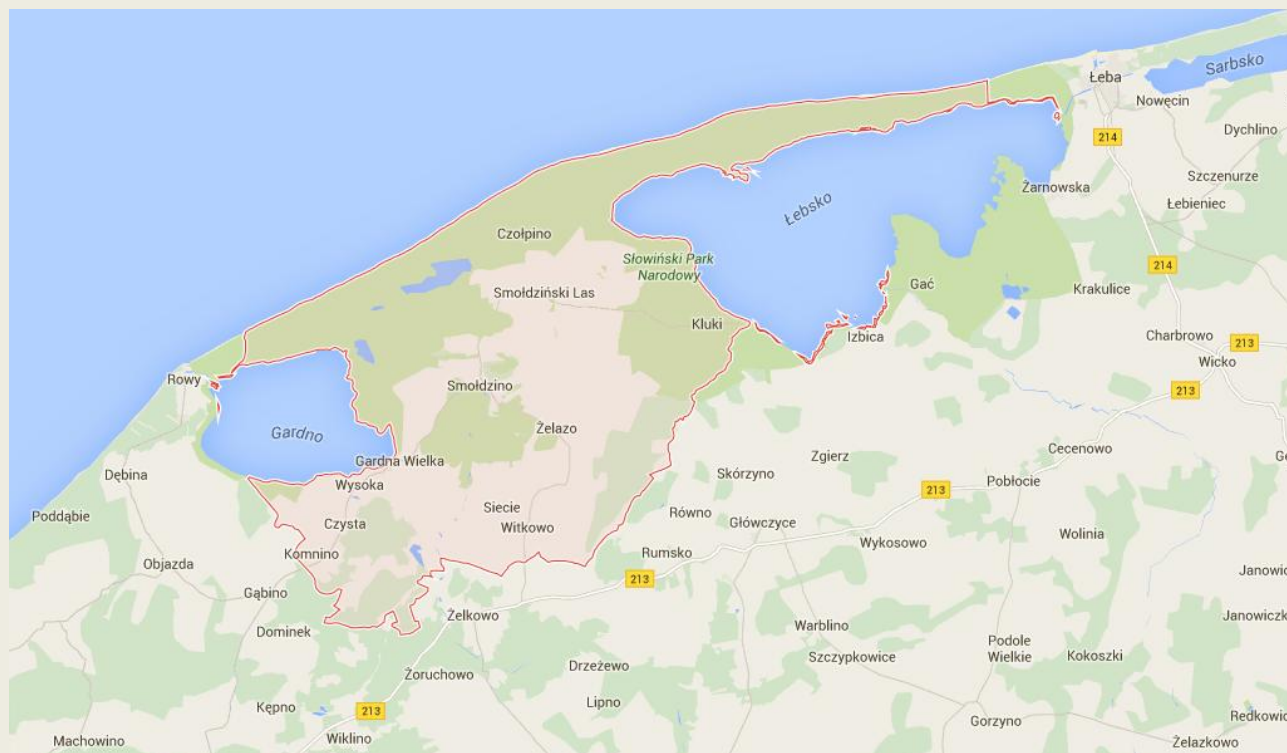 Sarbsko
Łeba
Nowęcin
214
Dychlino
Szczenurze
Żarnowska
Łebieniec
Łebsko
Czołpino
Słowiński Park
Narodowy
214
Gać
Krakulice
Smołdziński Las
Kluki
Izbica
Charbrowo
213
Wicko
Rowy
Smołdzino
213
Gardno
Żelazo
Cecenowo
Gardna Wielka
Zgierz
Dębina
Skórzyno
Wysoka
213
Pobłocie
Poddąbie
Siecie
Równo
Czysta
Witkowo
Główczyce
Wolinia
Wykosowo
Komnino
Rumsko
Objazda
213
Janowic
Gąbino
Żelkowo
Janowiczk
Dominek
Warblino
Podole
Wielkie
Szczypkowice
Kokoszki
Drzeżewo
Żoruchowo
Lipno
Kępno
213
Gorzyno
Redkowic
Wiklino
Machowino
Żelazkowo